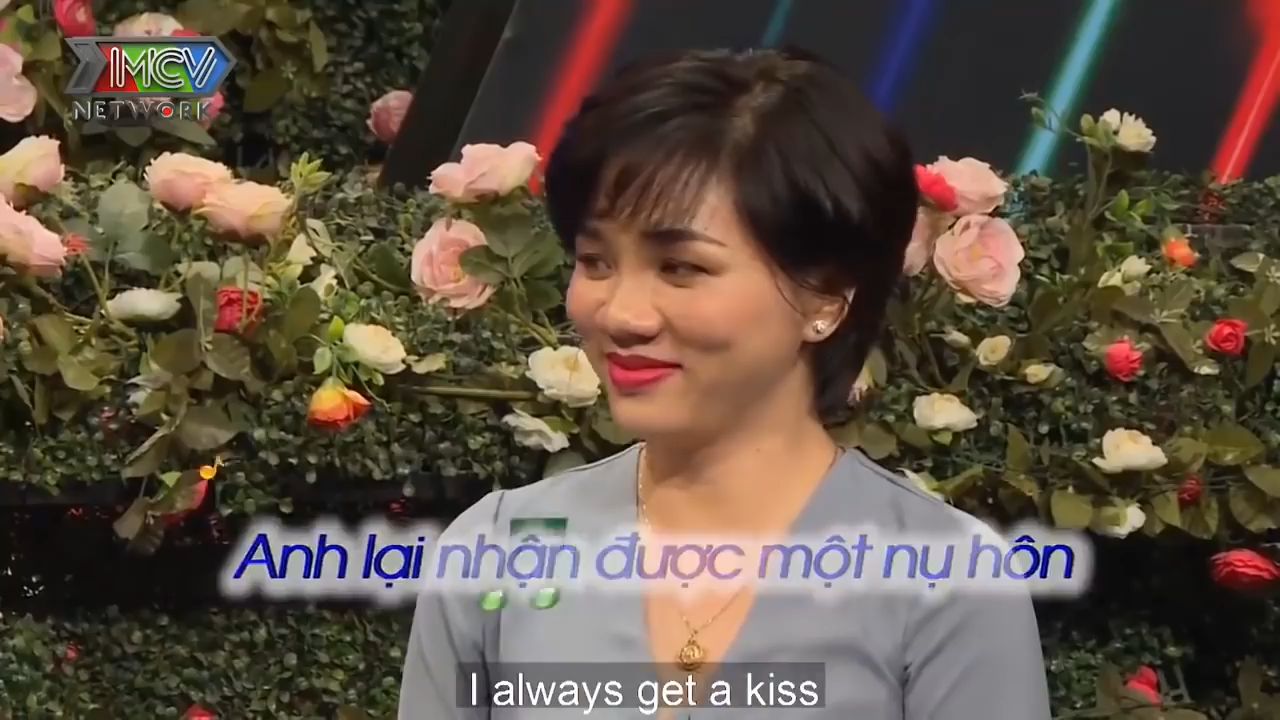 MCV
NETWORK
Anh lại nhận được một nụ hôn
I always get a kiss